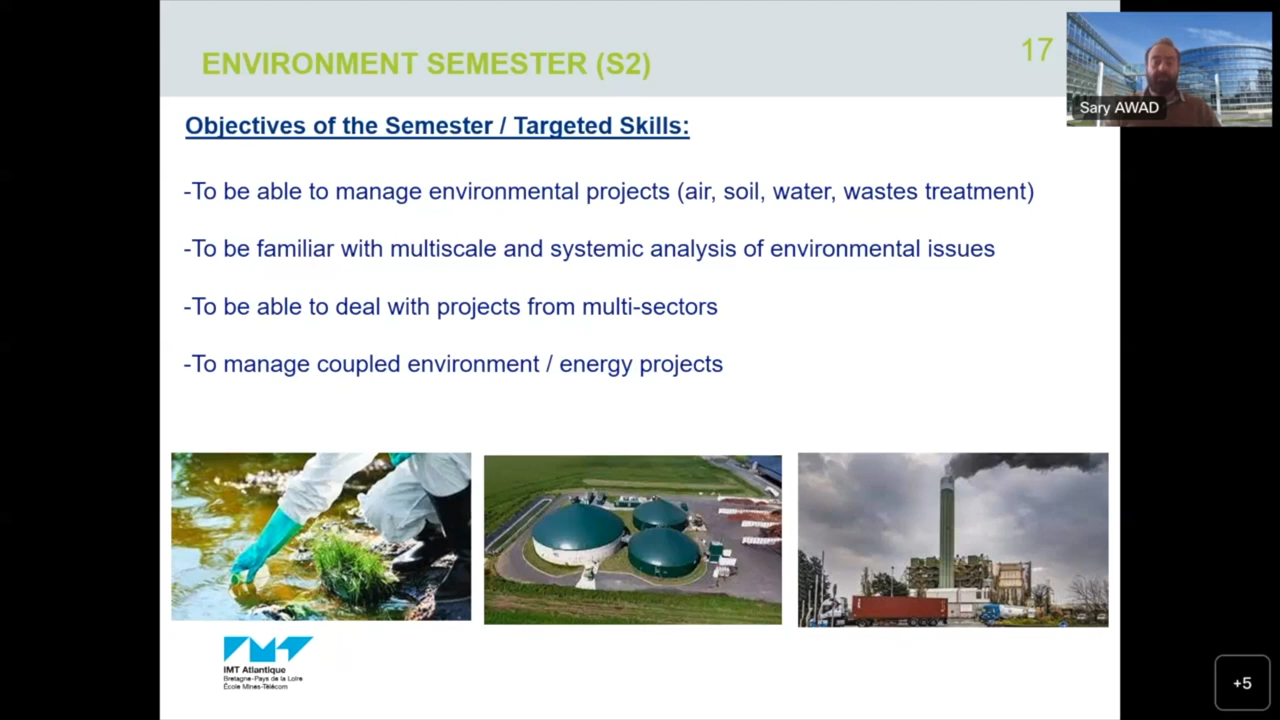 ENVIRONMENT SEMESTER (S2)
17
Sary AWAD
Objectives of the Semester / Targeted Skills:
-To be able to manage environmental projects (air, soil, water, wastes treatment)
-To be familiar with multiscale and systemic analysis of environmental issues
-To be able to deal with projects from multi-sectors
-To manage coupled environment / energy projects
IMT Atlantique
Bretagne-Pays de la Loire
École Mines-Télécom
+5